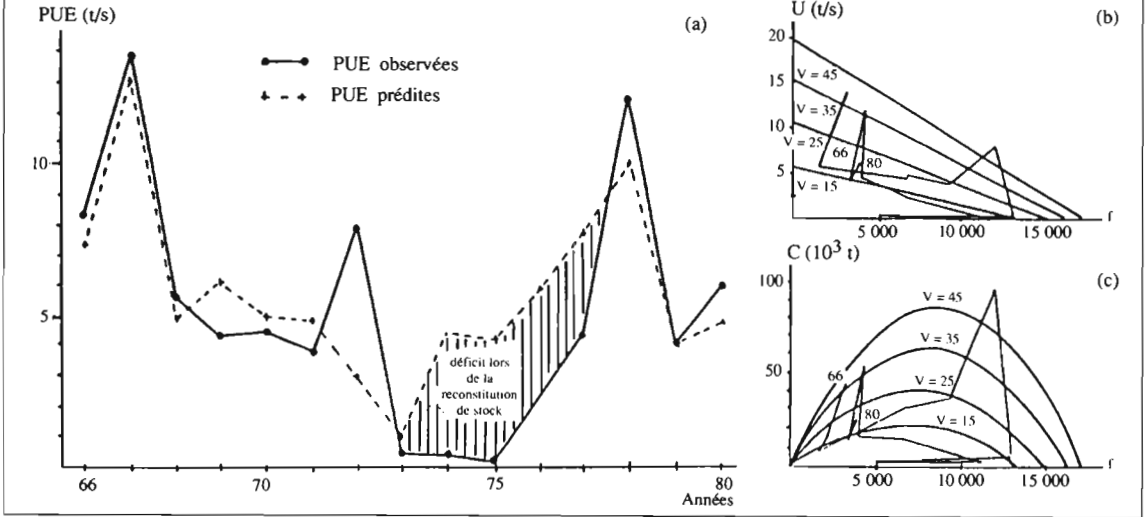 PUE (t/s)
(a)
PUE observées
PUE prédites
10
5
déficit lors
de la
reconstitution
de stock
66
70
75
80
Années
U (t/s)
(b)
20
15
10
5
V = 45
V = 35
V = 25
V = 15
66
80
5 000
10 000
15 000
f
C (10³ t)
(c)
100
50
V = 45
V = 35
V = 25
V = 15
66
80
5 000
10 000
15 000
f